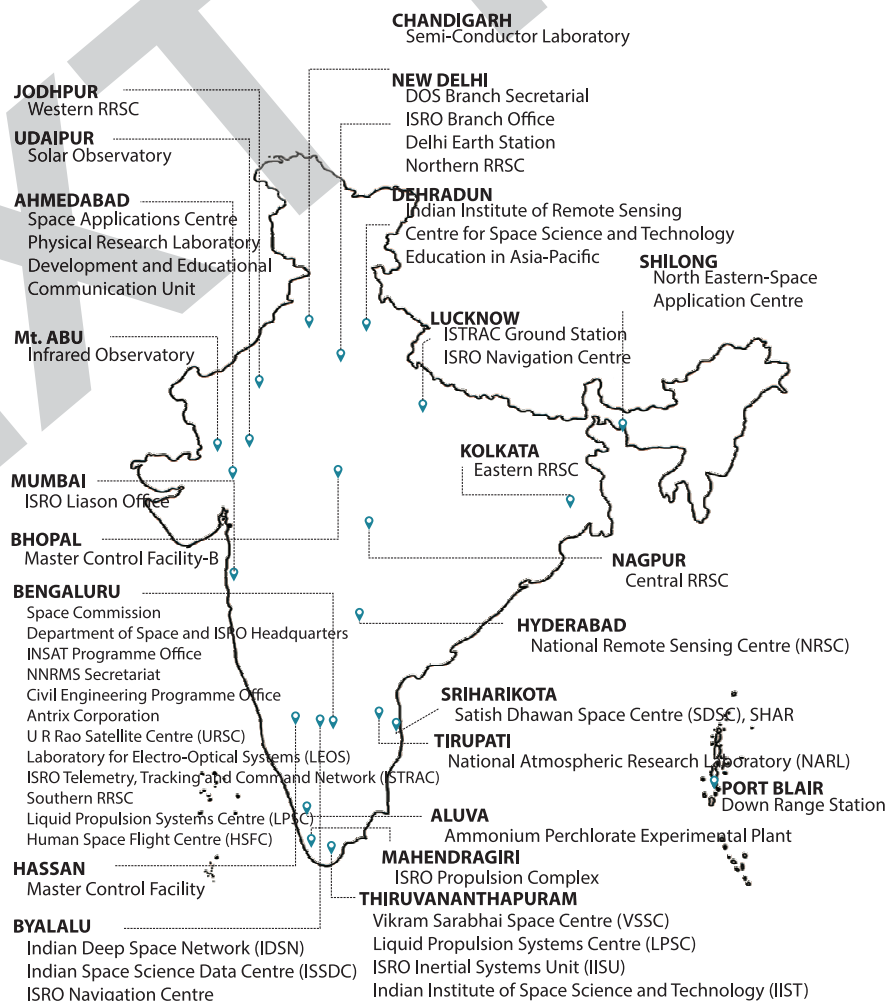 CHANDIGARH
Semi-Conductor Laboratory
NEW DELHI
DOS Branch Secretarial
ISRO Branch Office
Delhi Earth Station
Northern RRSC
JODHPUR
Western RRSC
UDAIPUR
Solar Observatory
AHMEDABAD
Space Applications Centre
Physical Research Laboratory
Development and Educational
Communication Unit
DEHRADUN
Indian Institute of Remote Sensing
Centre for Space Science and Technology
Education in Asia-Pacific
SHILONG
North Eastern-Space
Application Centre
Mt. ABU
Infrared Observatory
LUCKNOW
ISTRAC Ground Station
ISRO Navigation Centre
KOLKATA
Eastern RRSC
MUMBAI
ISRO Liason Office
BHOPAL
Master Control Facility-B
NAGPUR
Central RRSC
BENGALURU
Space Commission
Department of Space and ISRO Headquarters
INSAT Programme Office
NNRMS Secretariat
Civil Engineering Programme Office
Antrix Corporation
U R Rao Satellite Centre (URSC)
Laboratory for Electro-Optical Systems (LEOS)
ISRO Telemetry, Tracking and Command Network (ISTRAC)
Southern RRSC
Liquid Propulsion Systems Centre (LPSC)
Human Space Flight Centre (HSFC)
HYDERABAD
National Remote Sensing Centre (NRSC)
SRIHARIKOTA
Satish Dhawan Space Centre (SDSC), SHAR
TIRUPATI
National Atmospheric Research Laboratory (NARL)
PORT BLAIR
Down Range Station
ALUVA
Ammonium Perchlorate Experimental Plant
MAHENDRAGIRI
ISRO Propulsion Complex
HASSAN
Master Control Facility
THIRUVANANTHAPURAM
Vikram Sarabhai Space Centre (VSSC)
Liquid Propulsion Systems Centre (LPSC)
ISRO Inertial Systems Unit (IISU)
Indian Institute of Space Science and Technology (IIST)
BYALALU
Indian Deep Space Network (IDSN)
Indian Space Science Data Centre (ISSDC)
ISRO Navigation Centre